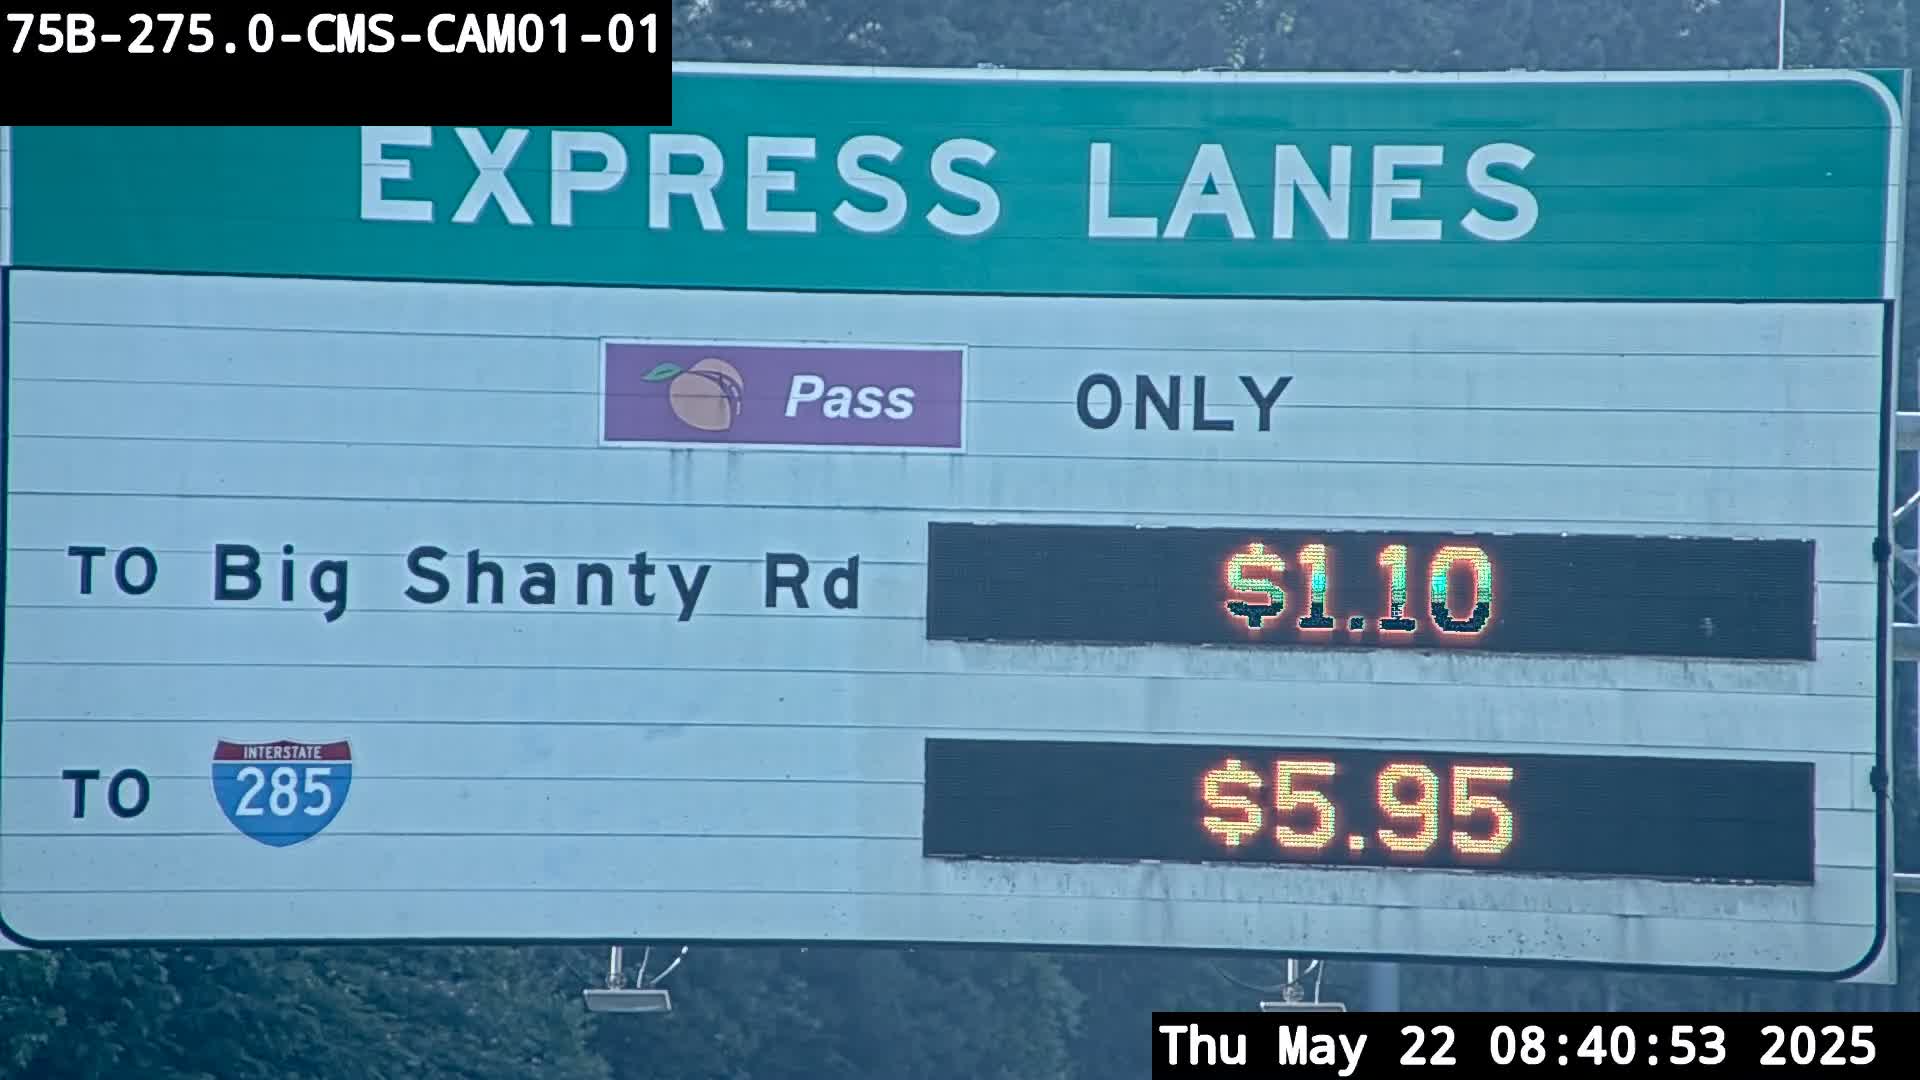 75B-275.0-CMS-CAM01-01
EXPRESS LANES
Pass ONLY
TO Big Shanty Rd $1.10
INTERSTATE
TO 285 $5.95
Thu May 22 08:40:53 2025